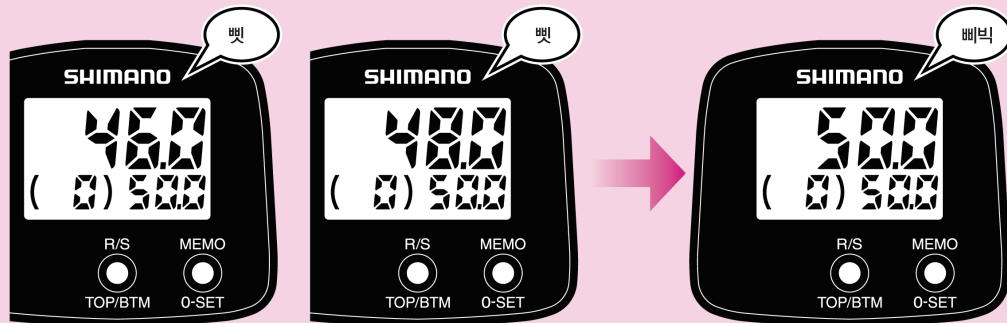 삣
SHIMANO
46.0
( 0) 50.0
R/S MEMO
TOP/BTM 0-SET
삣
SHIMANO
48.0
( 0) 50.0
R/S MEMO
TOP/BTM 0-SET
삐빅
SHIMANO
50.0
( 0) 50.0
R/S MEMO
TOP/BTM 0-SET